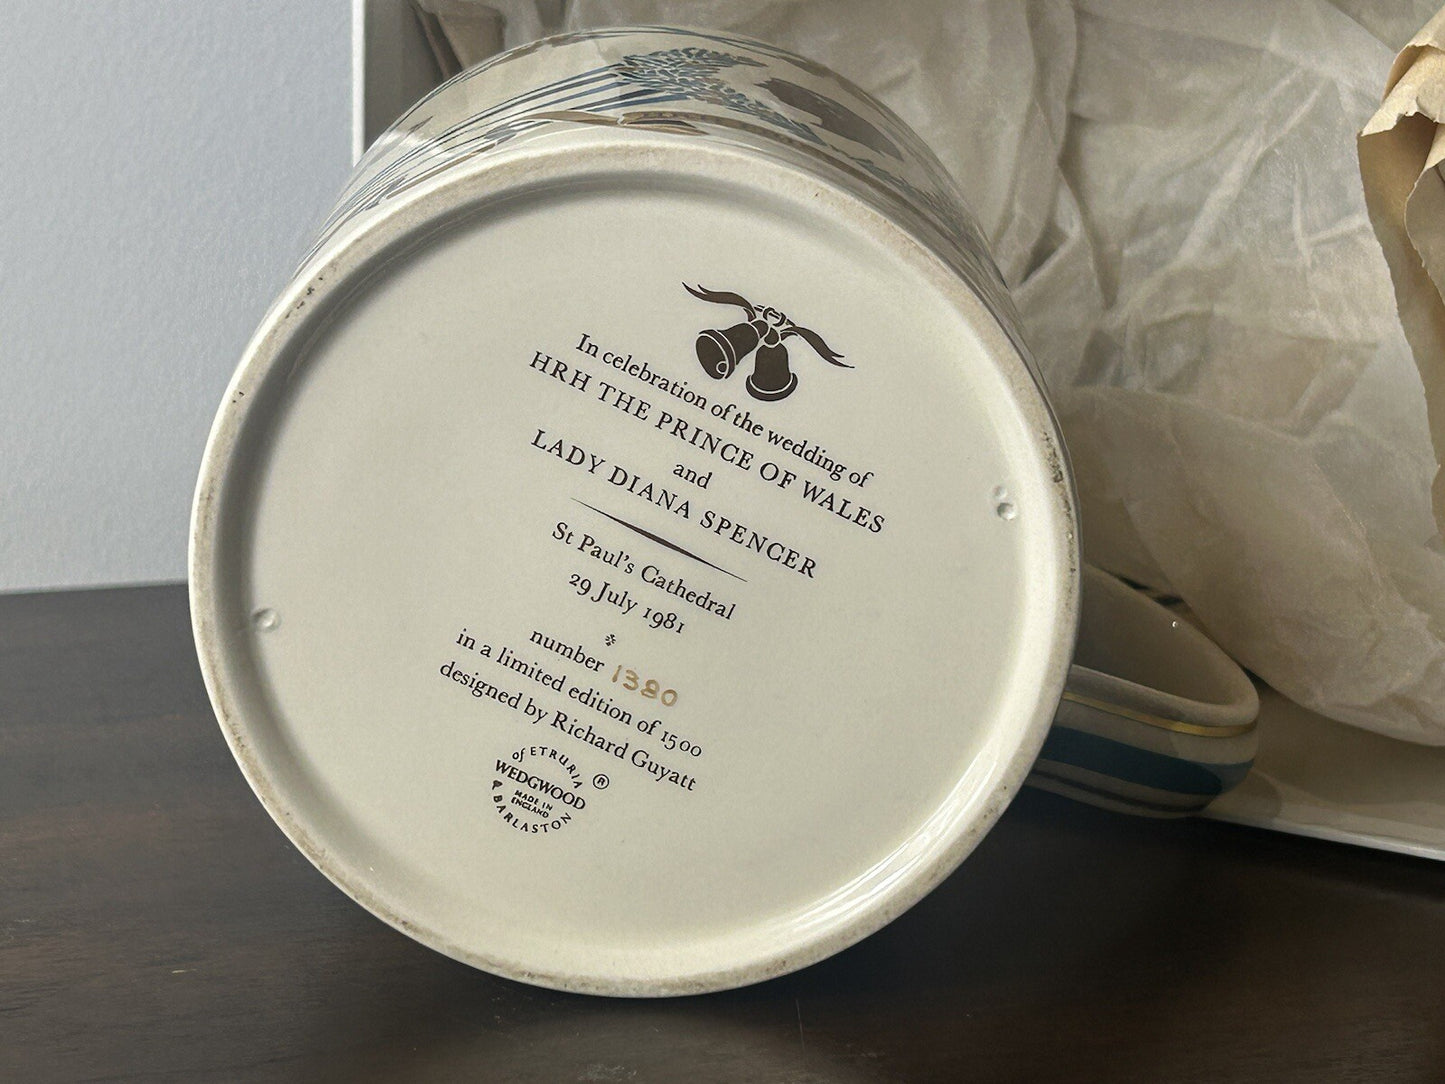 In celebration of the wedding of
HRH THE PRINCE OF WALES
and
LADY DIANA SPENCER
St Paul's Cathedral
29 July 1981
number 1380
in a limited edition of 1500
designed by Richard Guyatt
of ETRURIA
WEDGWOOD ®
MADE IN
ENGLAND
& BARLASTON